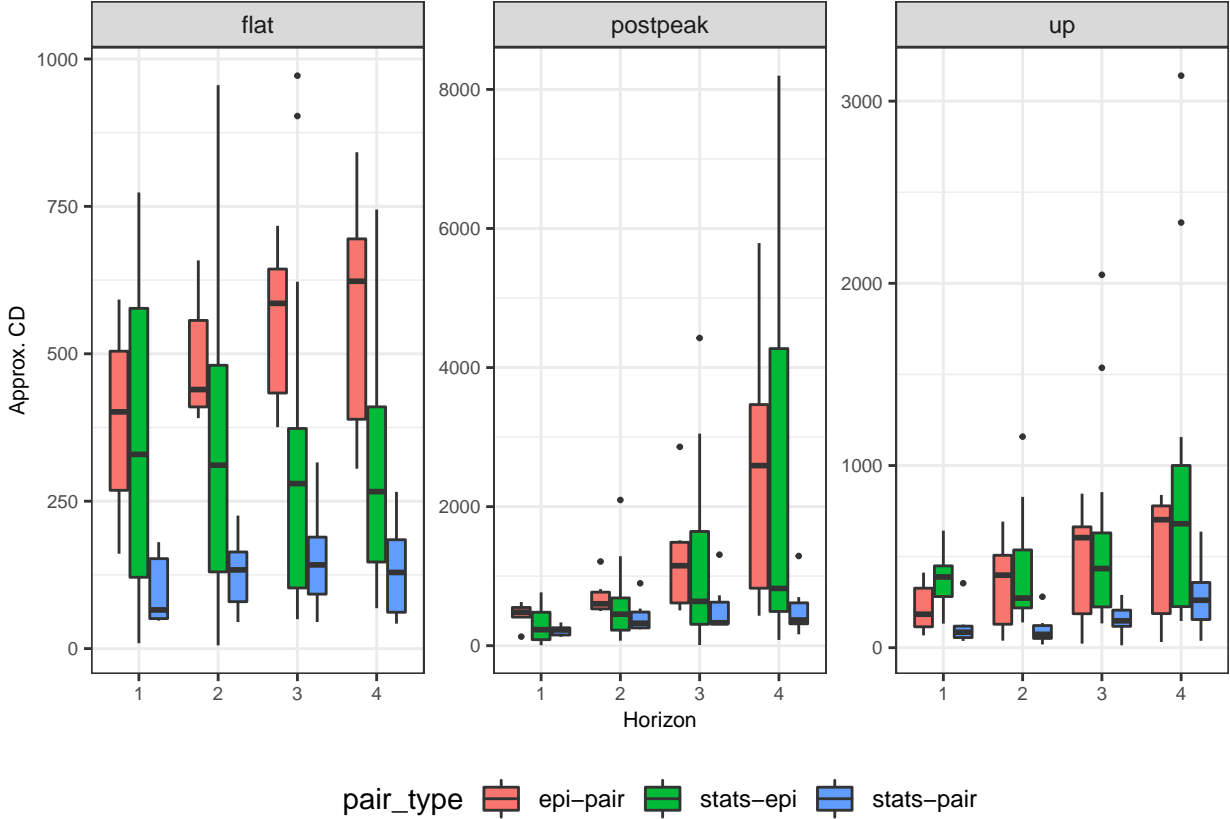 flat
postpeak
up
Approx. CD
1000
750
500
250
0
8000
6000
4000
2000
0
3000
2000
1000
0
1 2 3 4
1 2 3 4
1 2 3 4
Horizon
pair_type epi−pair stats−epi stats−pair